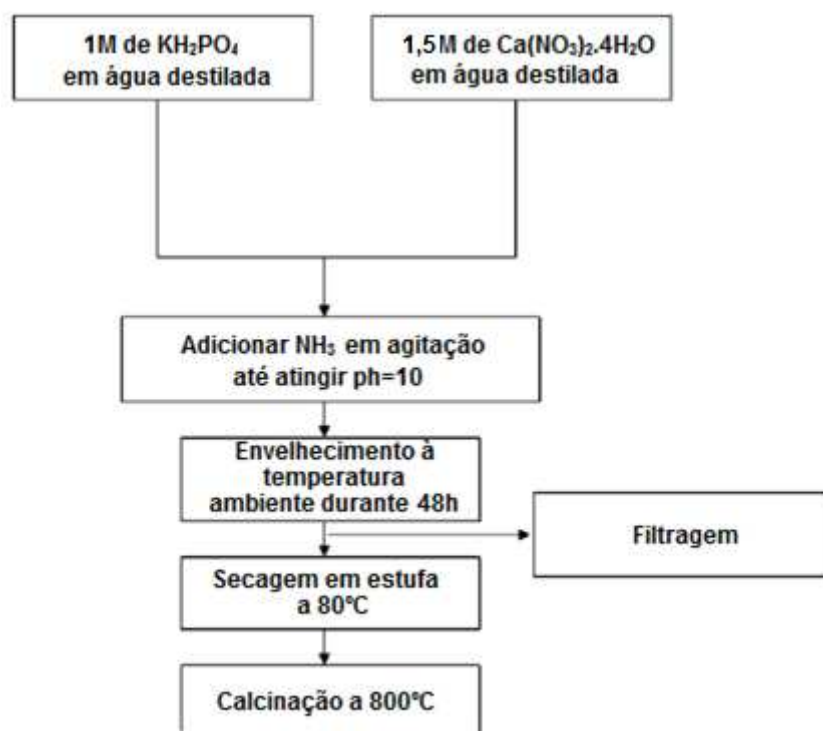 1M de KH₂PO₄
em água destilada
1,5M de Ca(NO₃)₂.4H₂O
em água destilada
Adicionar NH₃ em agitação
até atingir ph=10
Envelhecimento à
temperatura
ambiente durante 48h
Filtragem
Secagem em estufa
a 80ºC
Calcinação a 800ºC